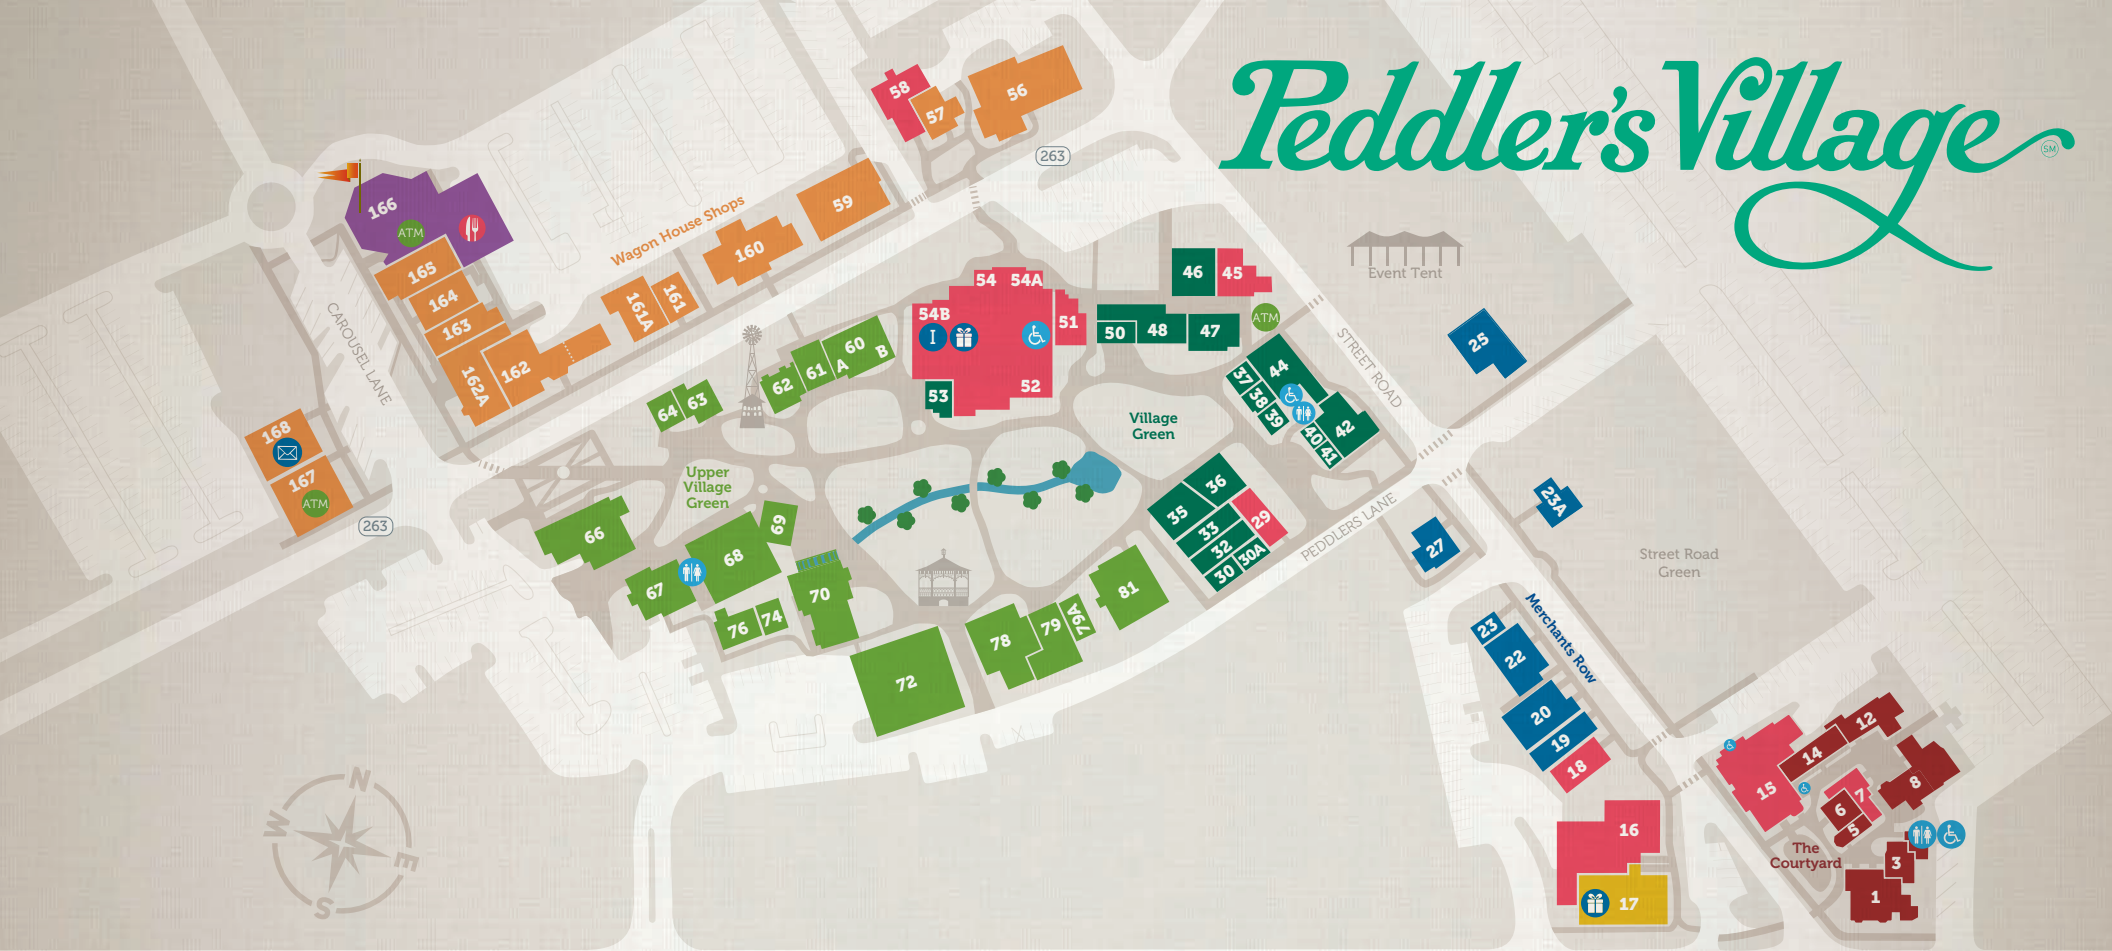 Peddler's Village
SM
58
57
56
263
59
Wagon House Shops
160
161
161A
166
ATM
165
164
163
162
162A
CAROUSEL LANE
168
167
ATM
263
54
54A
54B
I
51
52
53
60
B
A
61
62
63
64
46
45
50
48
47
ATM
Event Tent
STREET ROAD
25
44
37
38
39
40
41
42
Village
Green
Upper
Village
Green
36
35
33
32
30
30A
29
PEDDLERS LANE
23A
27
Street Road
Green
66
69
68
67
70
76
74
72
78
79
79A
81
Merchants Row
23
22
20
19
18
16
17
12
14
15
8
7
6
5
The
Courtyard
3
1
N
W
E
S